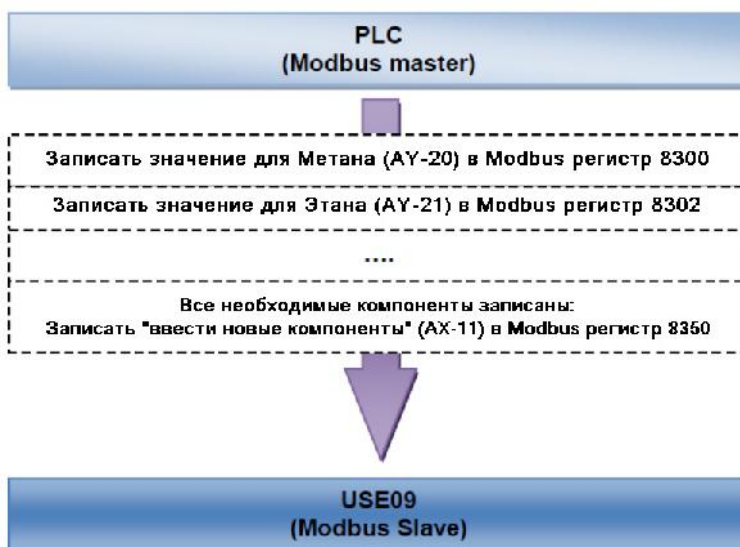 PLC
(Modbus master)
Записать значение для Метана (AY-20) в Modbus регистр 8300
Записать значение для Этана (AY-21) в Modbus регистр 8302
....
Все необходимые компоненты записаны:
Записать "ввести новые компоненты" (AX-11) в Modbus регистр 8350
USE09
(Modbus Slave)